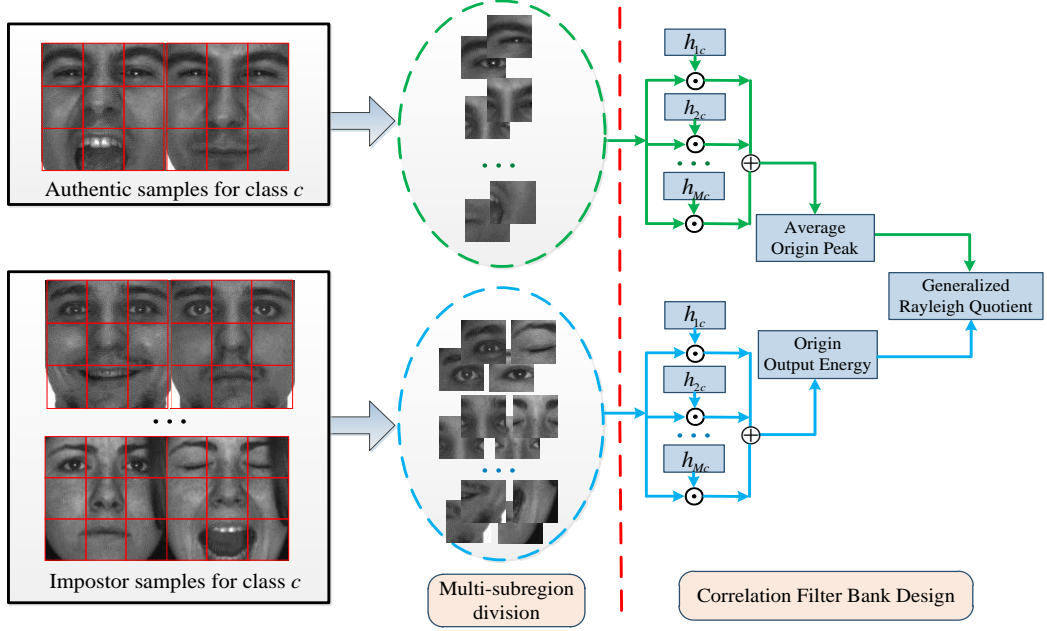 Authentic samples for class c
. . .
h1c
h2c
. . .
hMc
Average
Origin Peak
Generalized
Rayleigh Quotient
. . .
Impostor samples for class c
. . .
h1c
h2c
. . .
hMc
Origin
Output Energy
Multi-subregion
division
Correlation Filter Bank Design